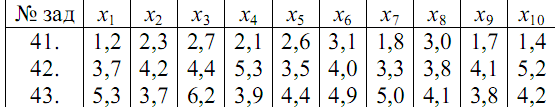 № зад x1 x2 x3 x4 x5 x6 x7 x8 x9 x10
41. 1,2 2,3 2,7 2,1 2,6 3,1 1,8 3,0 1,7 1,4
42. 3,7 4,2 4,4 5,3 3,5 4,0 3,3 3,8 4,1 5,2
43. 5,3 3,7 6,2 3,9 4,4 4,9 5,0 4,1 3,8 4,2